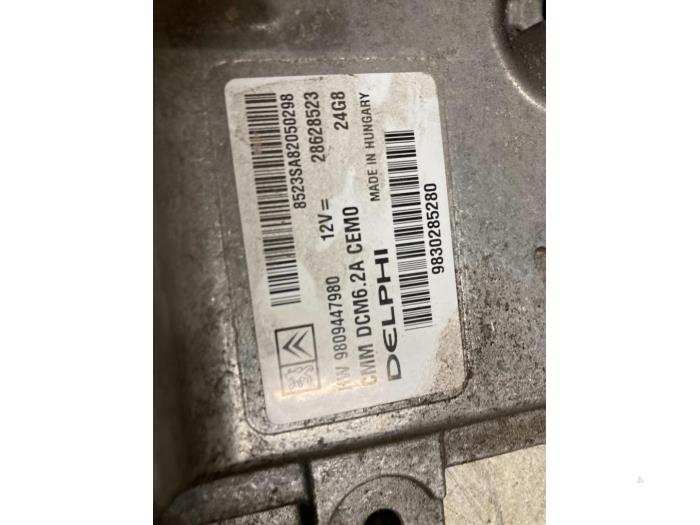 8523SA82050298
12V= 28628523
HW 9809447980 24G8
CMM DCM6.2A CEM0 MADE IN HUNGARY
DELPHI
9830285280